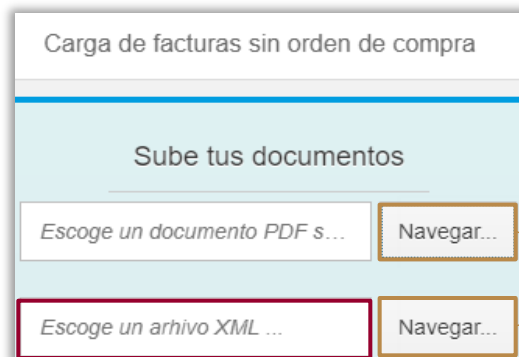 Carga de facturas sin orden de compra
Sube tus documentos
Escoge un documento PDF s... Navegar...
Escoge un arhivo XML ... Navegar...